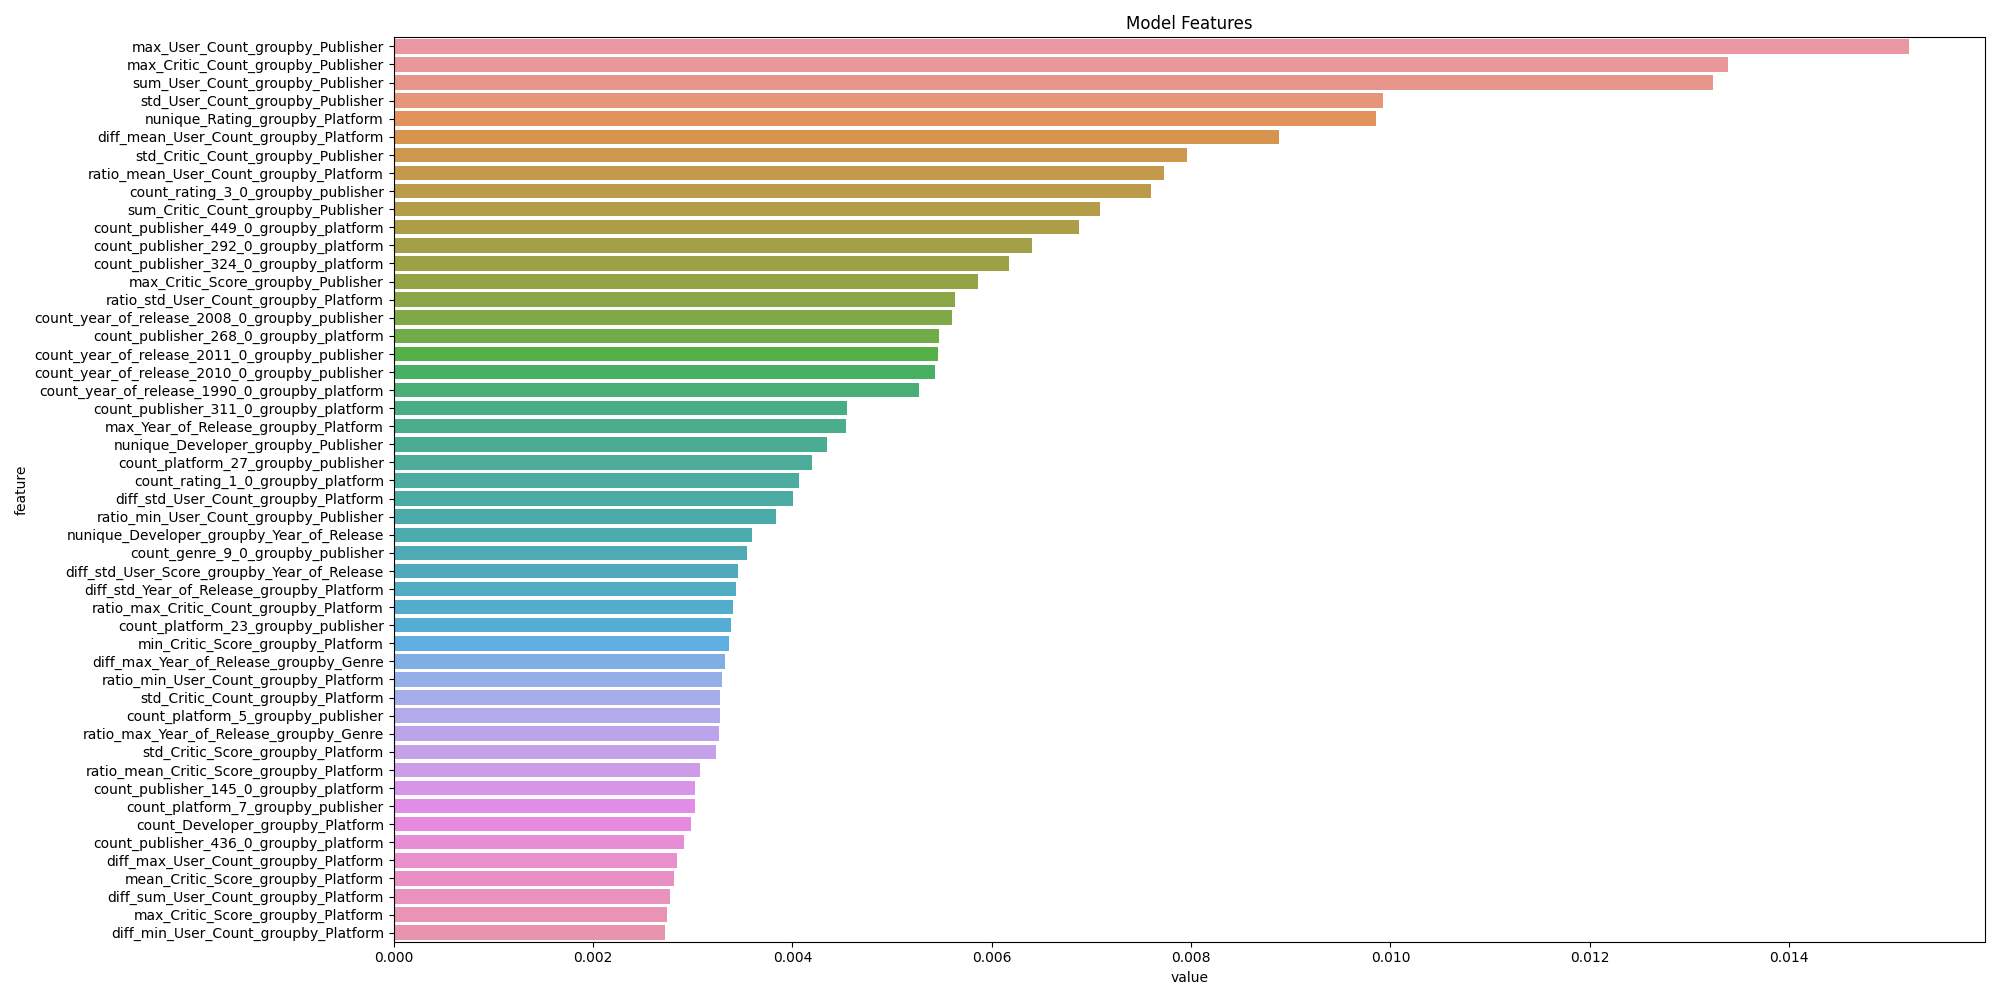 Model Features
max_User_Count_groupby_Publisher
max_Critic_Count_groupby_Publisher
sum_User_Count_groupby_Publisher
std_User_Count_groupby_Publisher
nunique_Rating_groupby_Platform
diff_mean_User_Count_groupby_Platform
std_Critic_Count_groupby_Publisher
ratio_mean_User_Count_groupby_Platform
count_rating_3_0_groupby_publisher
sum_Critic_Count_groupby_Publisher
count_publisher_449_0_groupby_platform
count_publisher_292_0_groupby_platform
count_publisher_324_0_groupby_platform
max_Critic_Score_groupby_Publisher
ratio_std_User_Count_groupby_Platform
count_year_of_release_2008_0_groupby_publisher
count_publisher_268_0_groupby_platform
count_year_of_release_2011_0_groupby_publisher
count_year_of_release_2010_0_groupby_publisher
count_year_of_release_1990_0_groupby_platform
count_publisher_311_0_groupby_platform
max_Year_of_Release_groupby_Platform
nunique_Developer_groupby_Publisher
count_platform_27_groupby_publisher
count_rating_1_0_groupby_platform
diff_std_User_Count_groupby_Platform
ratio_min_User_Count_groupby_Publisher
nunique_Developer_groupby_Year_of_Release
count_genre_9_0_groupby_publisher
diff_std_User_Score_groupby_Year_of_Release
diff_std_Year_of_Release_groupby_Platform
ratio_max_Critic_Count_groupby_Platform
count_platform_23_groupby_publisher
min_Critic_Score_groupby_Platform
diff_max_Year_of_Release_groupby_Genre
ratio_min_User_Count_groupby_Platform
std_Critic_Count_groupby_Platform
count_platform_5_groupby_publisher
ratio_max_Year_of_Release_groupby_Genre
std_Critic_Score_groupby_Platform
ratio_mean_Critic_Score_groupby_Platform
count_publisher_145_0_groupby_platform
count_platform_7_groupby_publisher
count_Developer_groupby_Platform
count_publisher_436_0_groupby_platform
diff_max_User_Count_groupby_Platform
mean_Critic_Score_groupby_Platform
diff_sum_User_Count_groupby_Platform
max_Critic_Score_groupby_Platform
diff_min_User_Count_groupby_Platform
feature
0.000 0.002 0.004 0.006 0.008 0.010 0.012 0.014
value